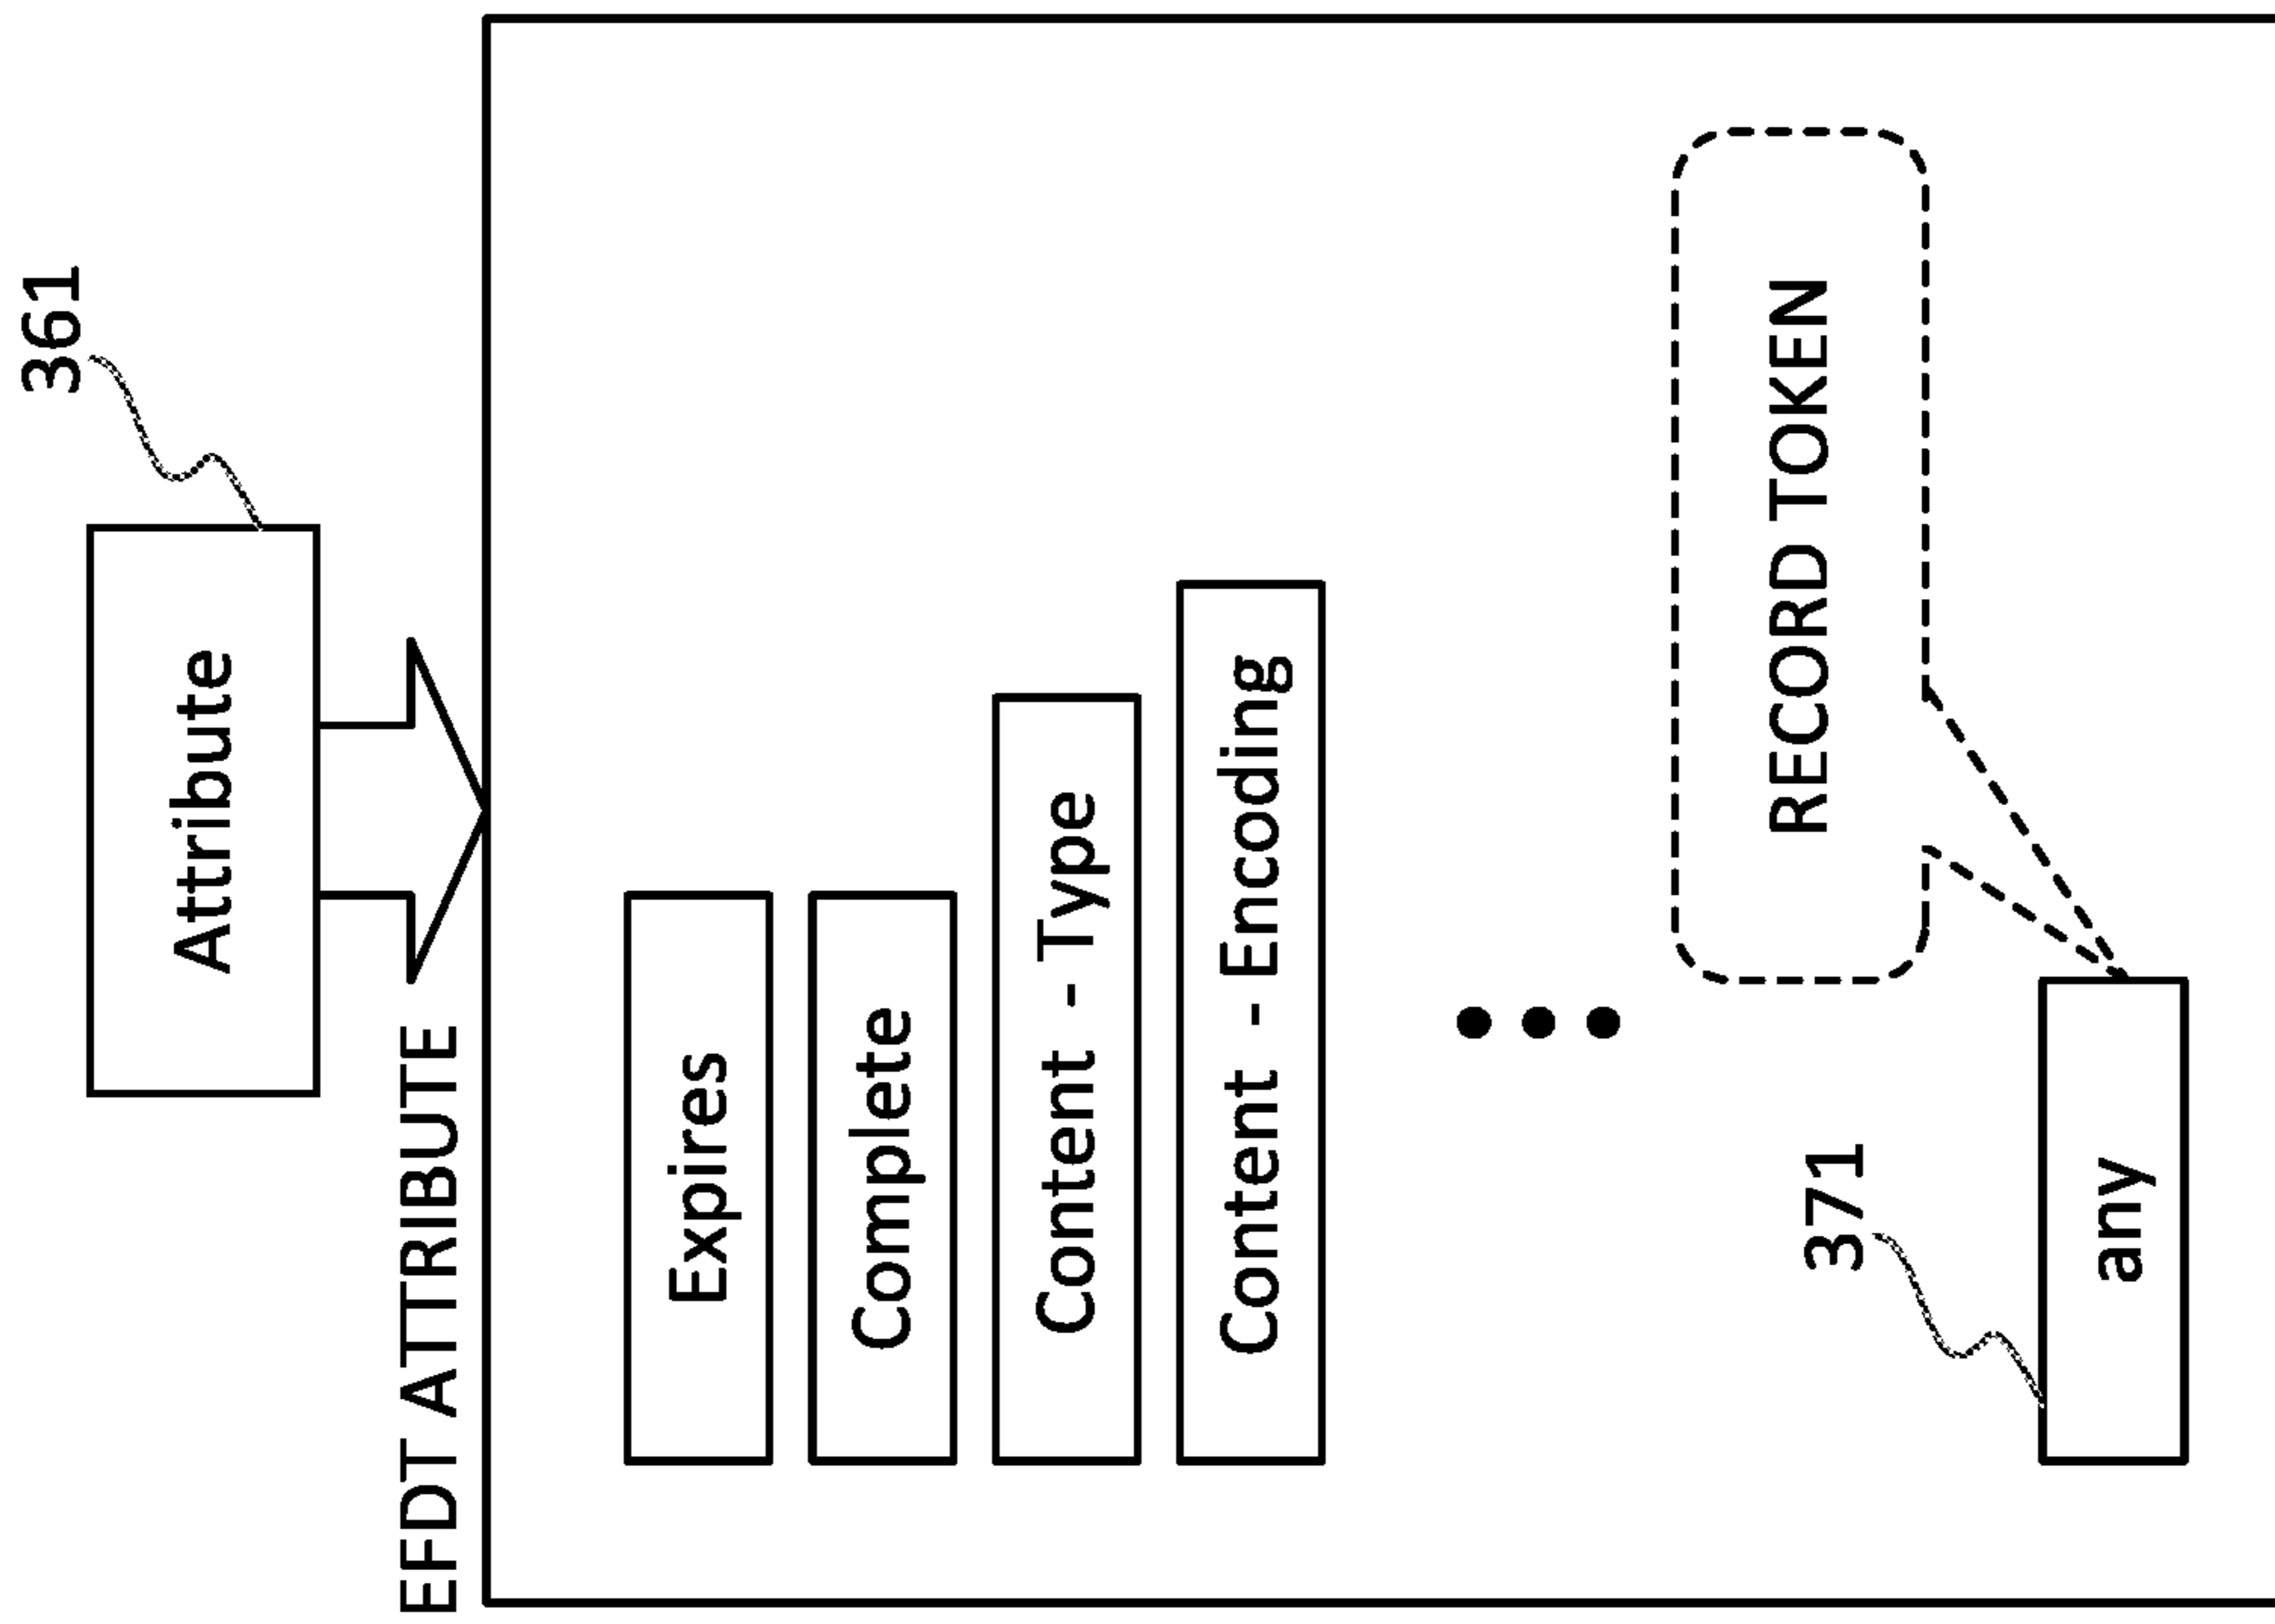 361
Attribute
EFDT ATTRIBUTE
Expires
Complete
Content - Type
Content - Encoding
RECORD TOKEN
371
any